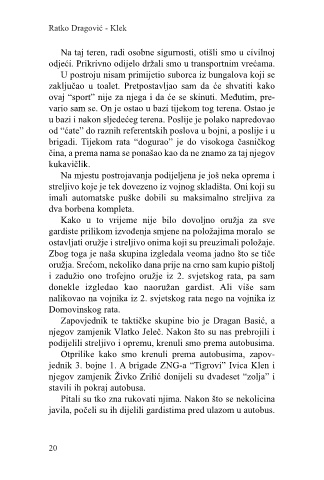 Ratko Dragović - Klek
Na taj teren, radi osobne sigurnosti, otišli smo u civilnoj
odjeći. Prikrivno odijelo držali smo u transportnim vrećama.
U postroju nisam primijetio suborca iz bungalova koji se
zaključao u toalet. Pretpostavljao sam da će shvatiti kako
ovaj “sport” nije za njega i da će se skinuti. Međutim, pre-
vario sam se. On je ostao u bazi tijekom tog terena. Ostao je
u bazi i nakon sljedećeg terena. Poslije je polako napredovao
od “ćate” do raznih referentskih poslova u bojni, a poslije i u
brigadi. Tijekom rata “dogurao” je do visokoga časničkog
čina, a prema nama se ponašao kao da ne znamo za taj njegov
kukavičlik.
Na mjestu postrojavanja podijeljena je još neka oprema i
streljivo koje je tek dovezeno iz vojnog skladišta. Oni koji su
imali automatske puške dobili su maksimalno streljiva za
dva borbena kompleta.
Kako u to vrijeme nije bilo dovoljno oružja za sve
gardiste prilikom izvođenja smjene na položajima moralo se
ostavljati oružje i streljivo onima koji su preuzimali položaje.
Zbog toga je naša skupina izgledala veoma jadno što se tiče
oružja. Srećom, nekoliko dana prije na crno sam kupio pištolj
i zadužio ono trofejno oružje iz 2. svjetskog rata, pa sam
donekle izgledao kao naoružan gardist. Ali više sam
nalikovao na vojnika iz 2. svjetskog rata nego na vojnika iz
Domovinskog rata.
Zapovjednik te taktičke skupine bio je Dragan Basić, a
njegov zamjenik Vlatko Jeleč. Nakon što su nas prebrojili i
podijelili streljivo i opremu, krenuli smo prema autobusima.
Otprilike kako smo krenuli prema autobusima, zapov-
jednik 3. bojne 1. A brigade ZNG-a “Tigrovi” Ivica Klen i
njegov zamjenik Živko Zrilić donijeli su dvadeset “zolja” i
stavili ih pokraj autobusa.
Pitali su tko zna rukovati njima. Nakon što se nekolicina
javila, počeli su ih dijeliti gardistima pred ulazom u autobus.
20